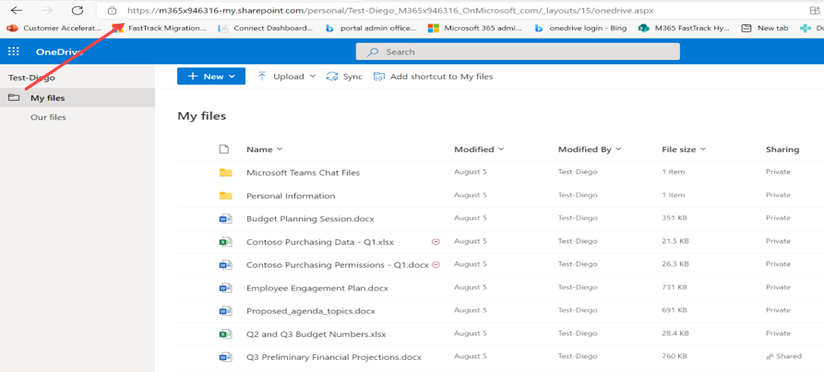 https://m365x946316-my.sharepoint.com/personal/Test-Diego_M365x946316_OnMicrosoft_com/_layouts/15/onedrive.aspx
Customer Accelerat... FastTrack Migration... Connect Dashboard... portal admin office... Microsoft 365 admi... onedrive login - Bing M365 FastTrack Hy... New tab
OneDrive Search
Test-Diego
My files
Our files
New Upload Sync Add shortcut to My files
My files
Name Modified Modified By File size Sharing
Microsoft Teams Chat Files August 5 Test-Diego 1 item Private
Personal Information August 5 Test-Diego 1 item Private
Budget Planning Session.docx August 5 Test-Diego 351 KB Private
Contoso Purchasing Data - Q1.xlsx August 5 Test-Diego 21.5 KB Private
Contoso Purchasing Permissions - Q1.docx August 5 Test-Diego 26.3 KB Private
Employee Engagement Plan.docx August 5 Test-Diego 731 KB Private
Proposed_agenda_topics.docx August 5 Test-Diego 691 KB Private
Q2 and Q3 Budget Numbers.xlsx August 5 Test-Diego 28.4 KB Private
Q3 Preliminary Financial Projections.docx August 5 Test-Diego 760 KB Shared